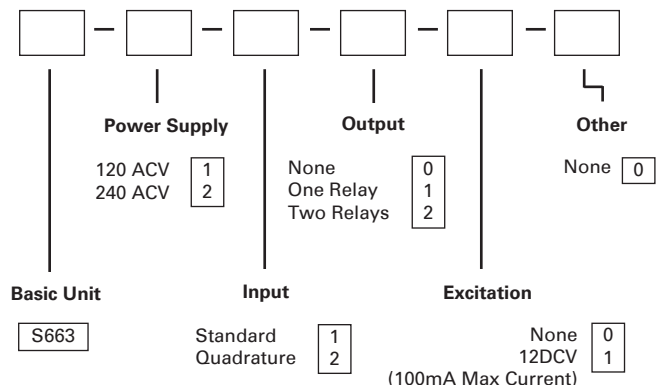 Power Supply
120 ACV 1
240 ACV 2
Output
None 0
One Relay 1
Two Relays 2
Other
None 0
Basic Unit
S663
Input
Standard 1
Quadrature 2
Excitation
None 0
12DCV 1
(100mA Max Current)